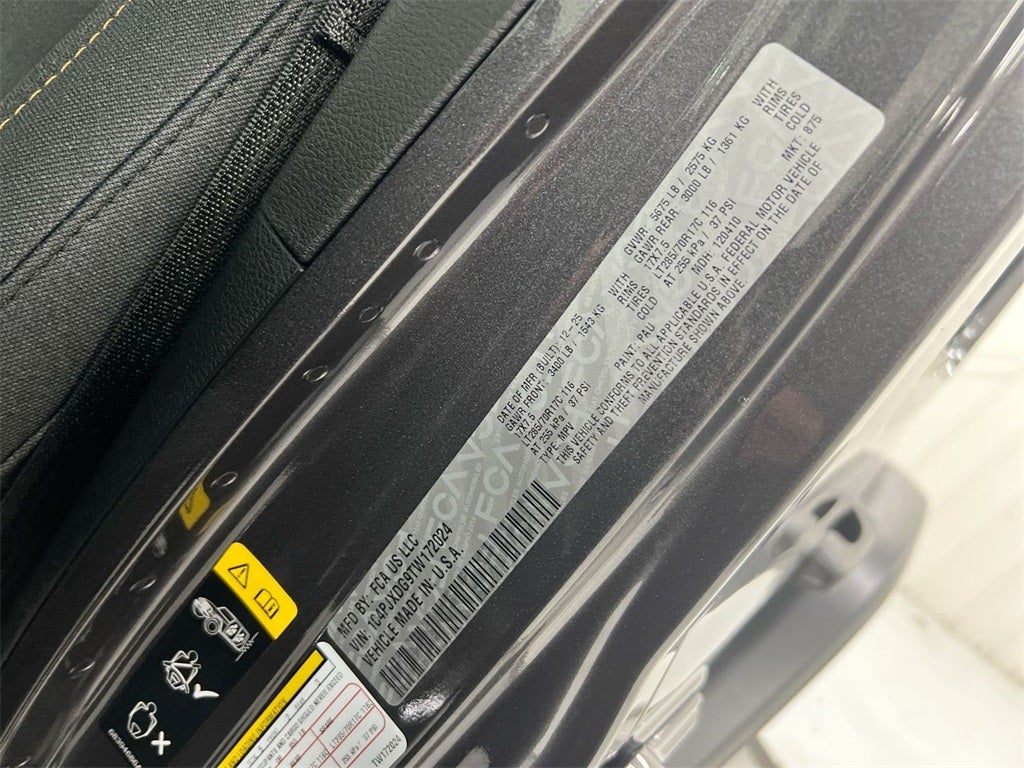 MFD BY: FCA US LLC
DATE OF MFR (BUILT): 12-25
GVWR: 5675 LB / 2575 KG
GAWR FRONT: 3400 LB / 1543 KG
WITH
GAWR REAR: 3000 LB / 1361 KG
WITH
17X7.5
RIMS
17X7.5
RIMS
LT285/70R17C 116
TIRES
LT285/70R17C 116
TIRES
AT 255 kPa / 37 PSI
COLD
AT 255 kPa / 37 PSI
COLD
TYPE: MPV
PAINT: PAU
MDH: 120410
MKT: 875
THIS VEHICLE CONFORMS TO ALL APPLICABLE U.S.A. FEDERAL MOTOR VEHICLE
SAFETY AND THEFT PREVENTION STANDARDS IN EFFECT ON THE DATE OF
MANUFACTURE SHOWN ABOVE.
VIN: 1C4PJXDG9TW172024
VEHICLE MADE IN: U.S.A.
FCA
LT285/70R17C 116
TW172024